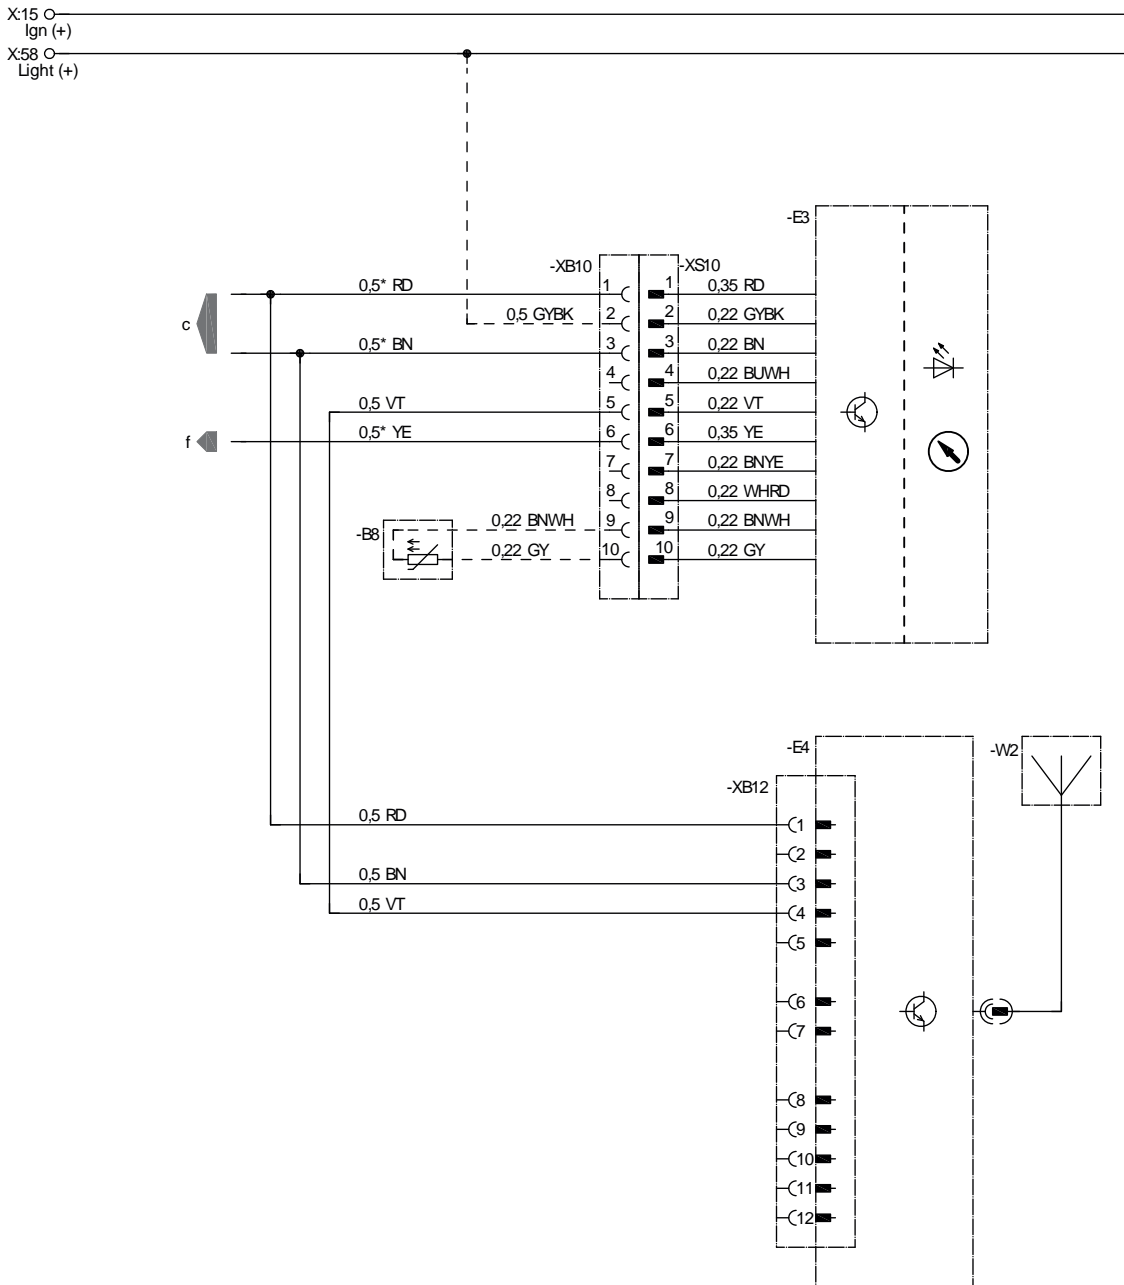 X:15
Ign (+)
X:58
Light (+)
-E3
-XB10
-XS10
0,5* RD
1
1
0,35 RD
0,5 GYBK
2
2
0,22 GYBK
c
0,5* BN
3
3
0,22 BN
4
4
0,22 BUWH
0,5 VT
5
5
0,22 VT
f
0,5* YE
6
6
0,35 YE
7
7
0,22 BNYE
8
8
0,22 WHRD
-B8
0,22 BNWH
9
9
0,22 BNWH
0,22 GY
10
10
0,22 GY
-E4
-W2
-XB12
0,5 RD
1
2
0,5 BN
3
0,5 VT
4
5
6
7
8
9
10
11
12